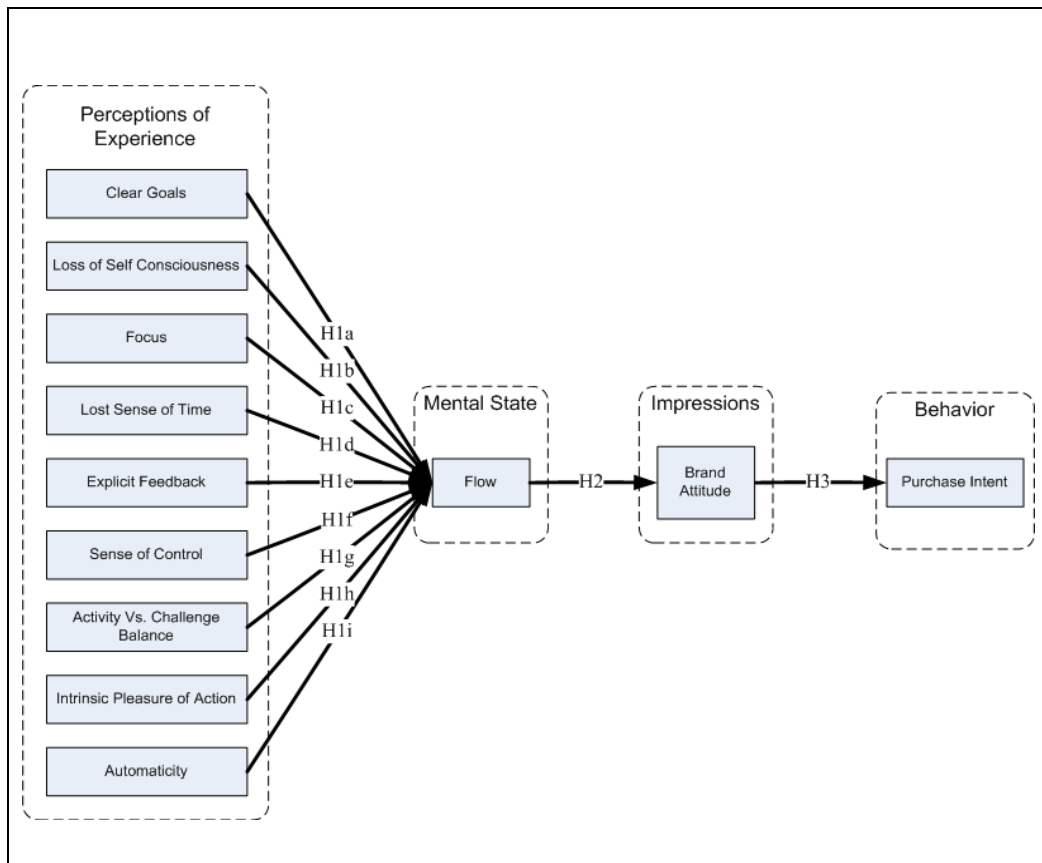 Perceptions of
Experience
Clear Goals
Loss of Self Consciousness
Focus
Lost Sense of Time
Explicit Feedback
Sense of Control
Activity Vs. Challenge
Balance
Intrinsic Pleasure of Action
Automaticity
H1a
H1b
H1c
H1d
H1e
H1f
H1g
H1h
H1i
Mental State
Flow
H2
Impressions
Brand
Attitude
H3
Behavior
Purchase Intent